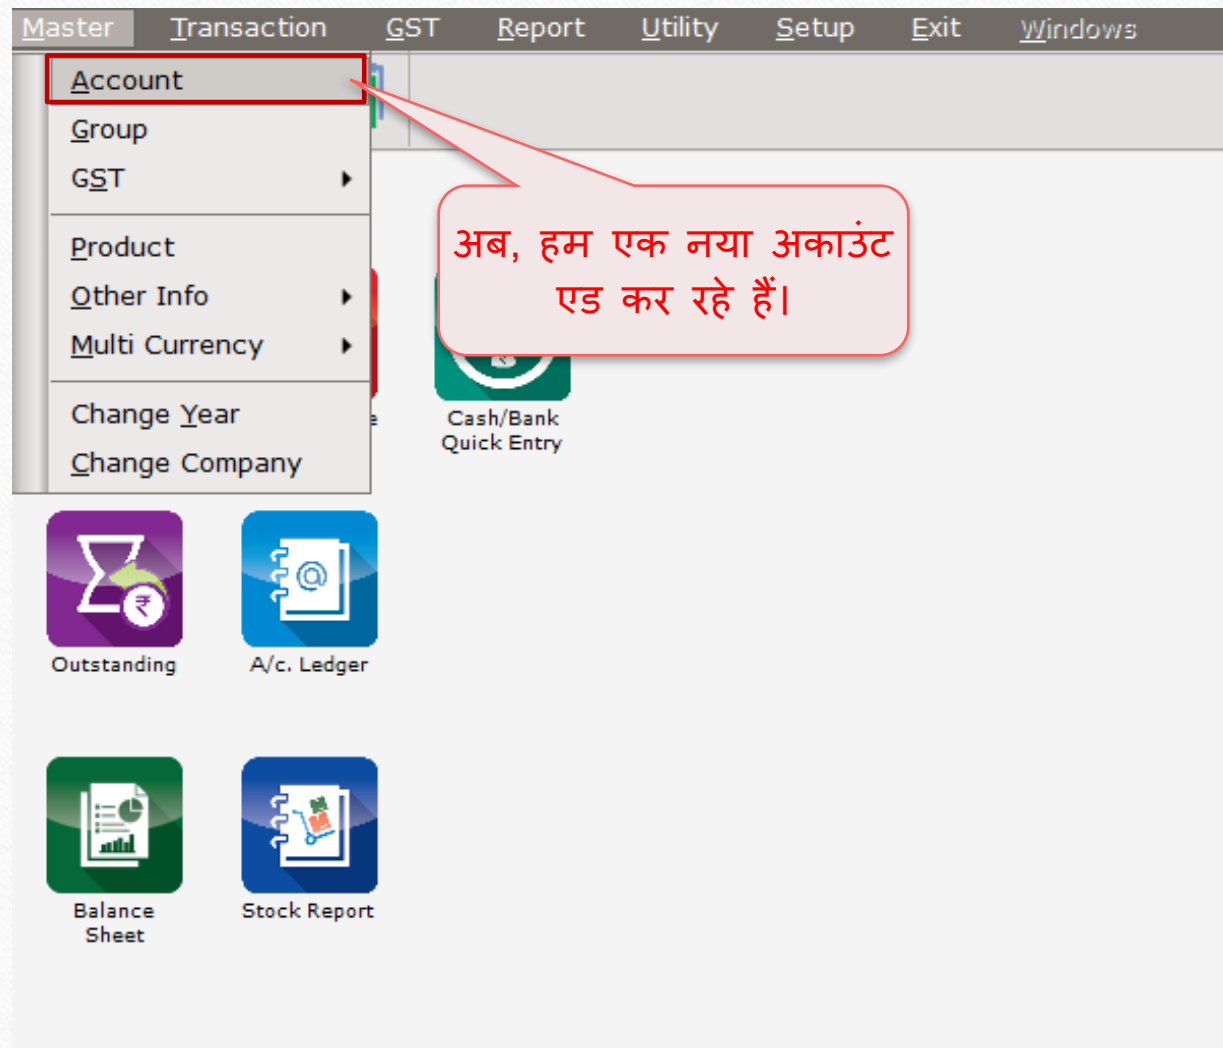 Master Transaction GST Report Utility Setup Exit Windows
Account
Group
GST
Product
Other Info
Multi Currency
Change Year
Change Company
अब, हम एक नया अकाउंट
एड कर रहे हैं।
Cash/Bank
Quick Entry
Outstanding
A/c. Ledger
Balance
Sheet
Stock Report